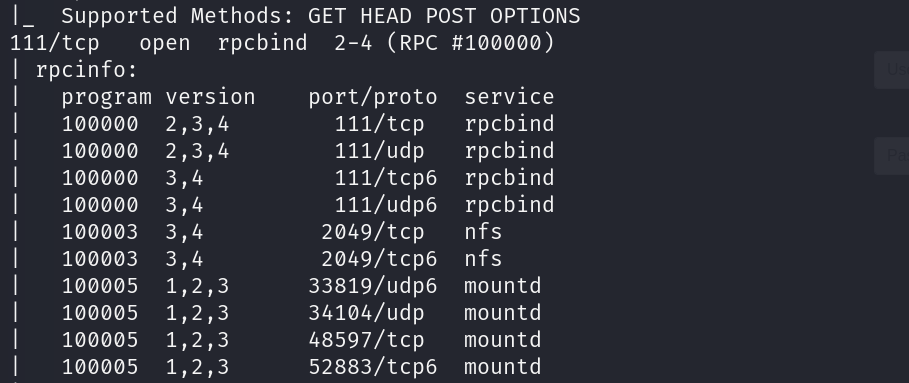 |_  Supported Methods: GET HEAD POST OPTIONS
111/tcp   open  rpcbind  2-4 (RPC #100000)
| rpcinfo:
|   program version    port/proto  service
|   100000  2,3,4        111/tcp   rpcbind
|   100000  2,3,4        111/udp   rpcbind
|   100000  3,4          111/tcp6  rpcbind
|   100000  3,4          111/udp6  rpcbind
|   100003  3,4         2049/tcp   nfs
|   100003  3,4         2049/tcp6  nfs
|   100005  1,2,3      33819/udp6  mountd
|   100005  1,2,3      34104/udp   mountd
|   100005  1,2,3      48597/tcp   mountd
|   100005  1,2,3      52883/tcp6  mountd